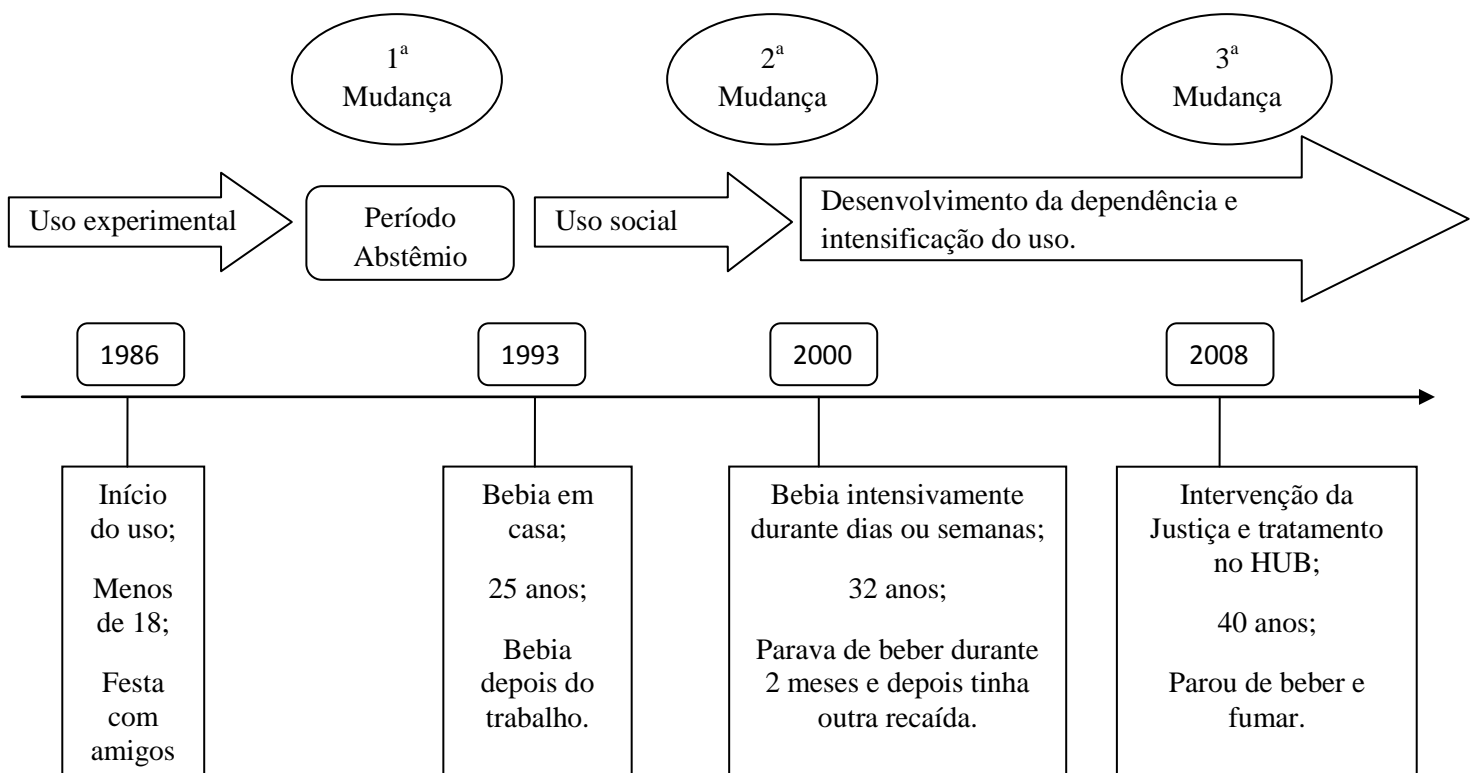 1ª
Mudança
2ª
Mudança
3ª
Mudança
Uso experimental
Período
Abstêmio
Uso social
Desenvolvimento da dependência e
intensificação do uso.
1986
1993
2000
2008
Início
do uso;
Menos
de 18;
Festa
com
amigos
Bebia em
casa;
25 anos;
Bebia
depois do
trabalho.
Bebia intensivamente
durante dias ou semanas;
32 anos;
Parava de beber durante
2 meses e depois tinha
outra recaída.
Intervenção da
Justiça e tratamento
no HUB;
40 anos;
Parou de beber e
fumar.